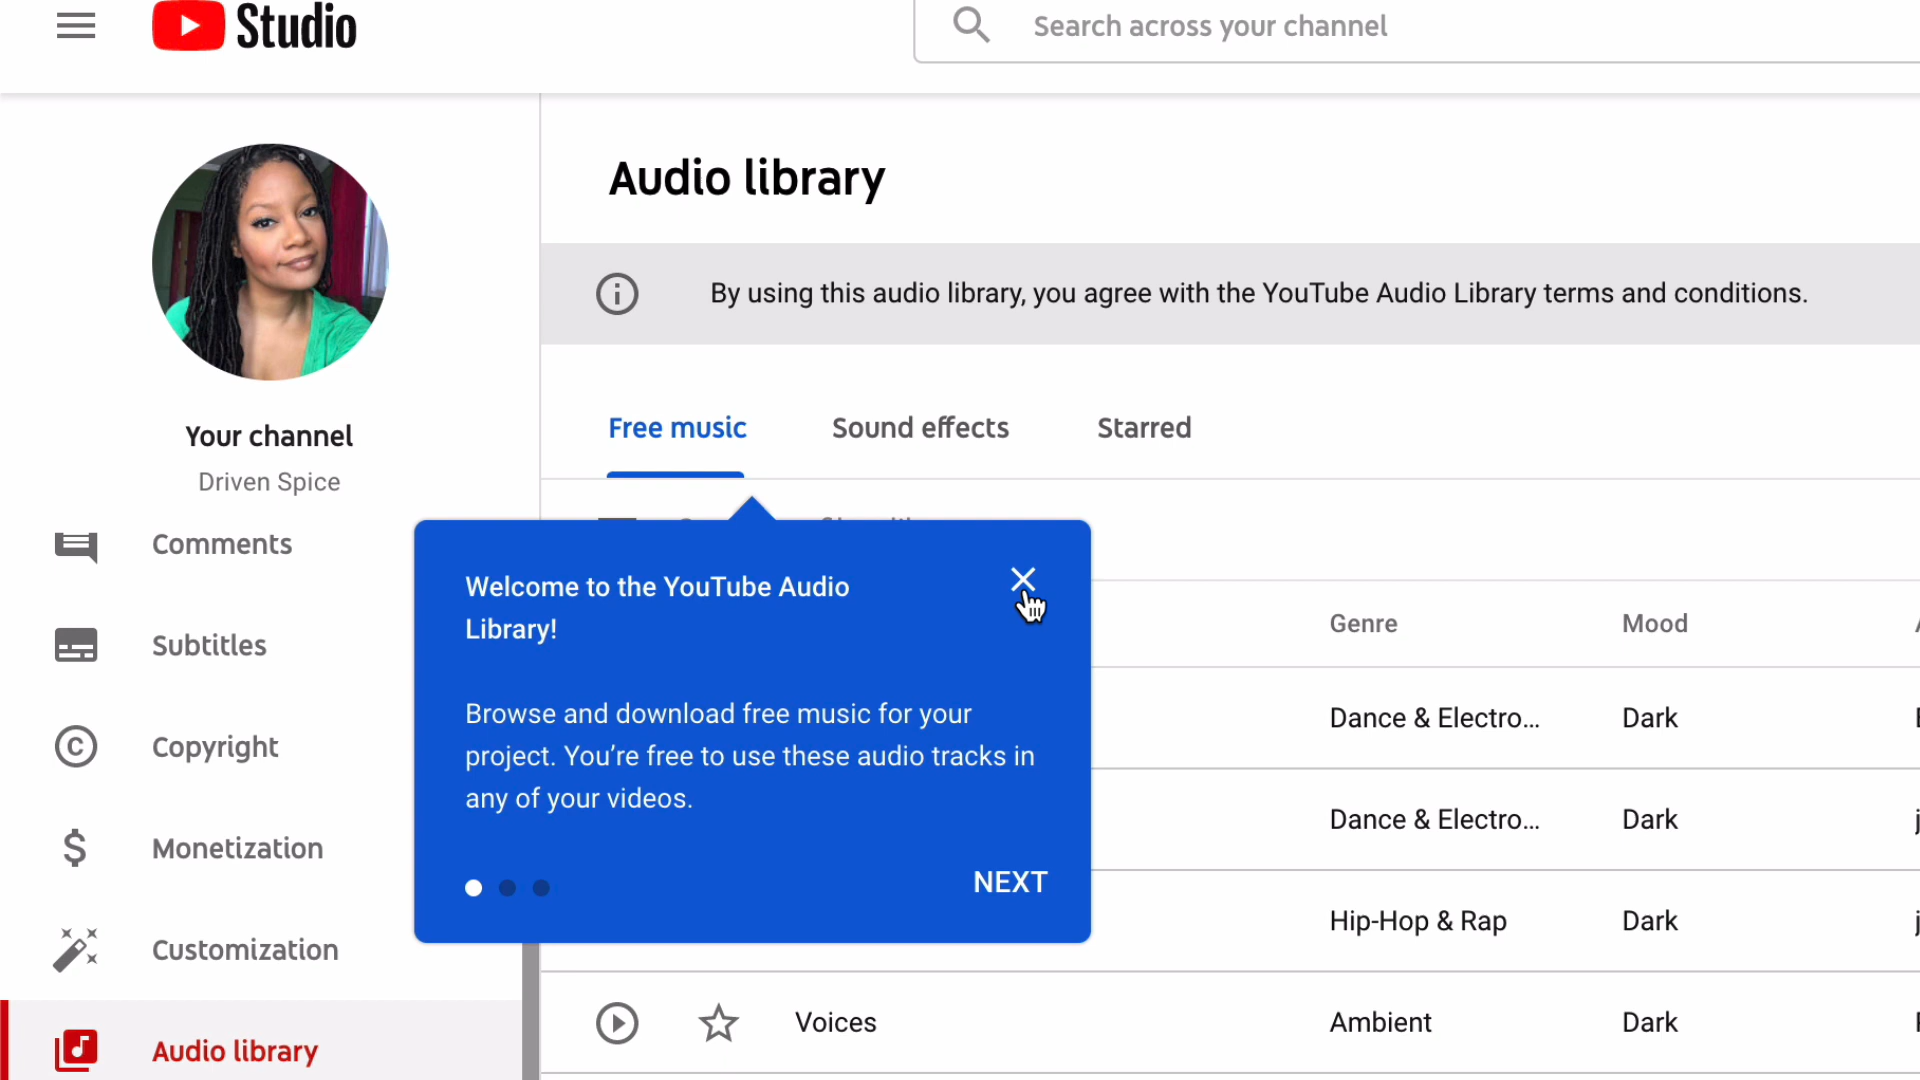 Studio
Search across your channel
Your channel
Driven Spice
Comments
Subtitles
Copyright
Monetization
Customization
Audio library
Audio library
By using this audio library, you agree with the YouTube Audio Library terms and conditions.
Free music
Sound effects
Starred
Welcome to the YouTube Audio
Library!
Browse and download free music for your
project. You’re free to use these audio tracks in
any of your videos.
NEXT
Genre Mood
Dance & Electro... Dark
Dance & Electro... Dark
Hip-Hop & Rap Dark
Voices Ambient Dark